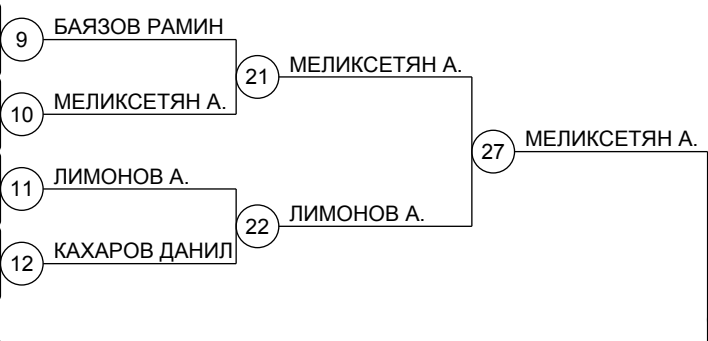 9 БАЯЗОВ РАМИН
21 МЕЛИКСЕТЯН А.
10 МЕЛИКСЕТЯН А.
27 МЕЛИКСЕТЯН А.
11 ЛИМОНОВ А.
22 ЛИМОНОВ А.
12 КАХАРОВ ДАНИЛ